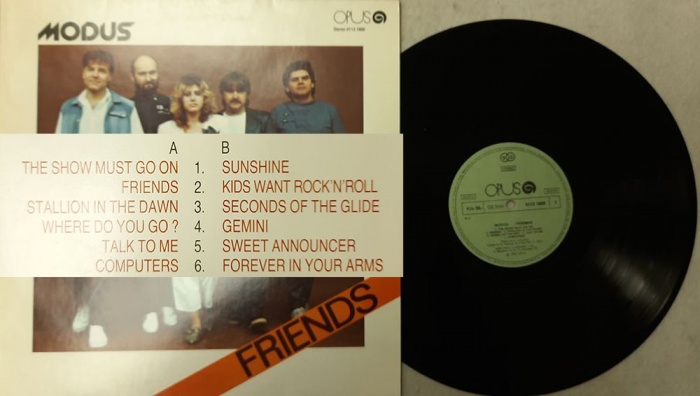 MODUS
OPUS
A B
THE SHOW MUST GO ON 1. SUNSHINE
FRIENDS 2. KIDS WANT ROCK'N'ROLL
STALLION IN THE DAWN 3. SECONDS OF THE GLIDE
WHERE DO YOU GO ? 4. GEMINI
TALK TO ME 5. SWEET ANNOUNCER
COMPUTERS 6. FOREVER IN YOUR ARMS
FRIENDS
OPUS